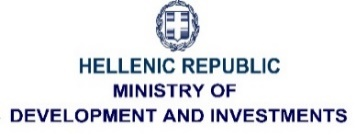 HELLENIC REPUBLIC
MINISTRY OF
DEVELOPMENT AND INVESTMENTS